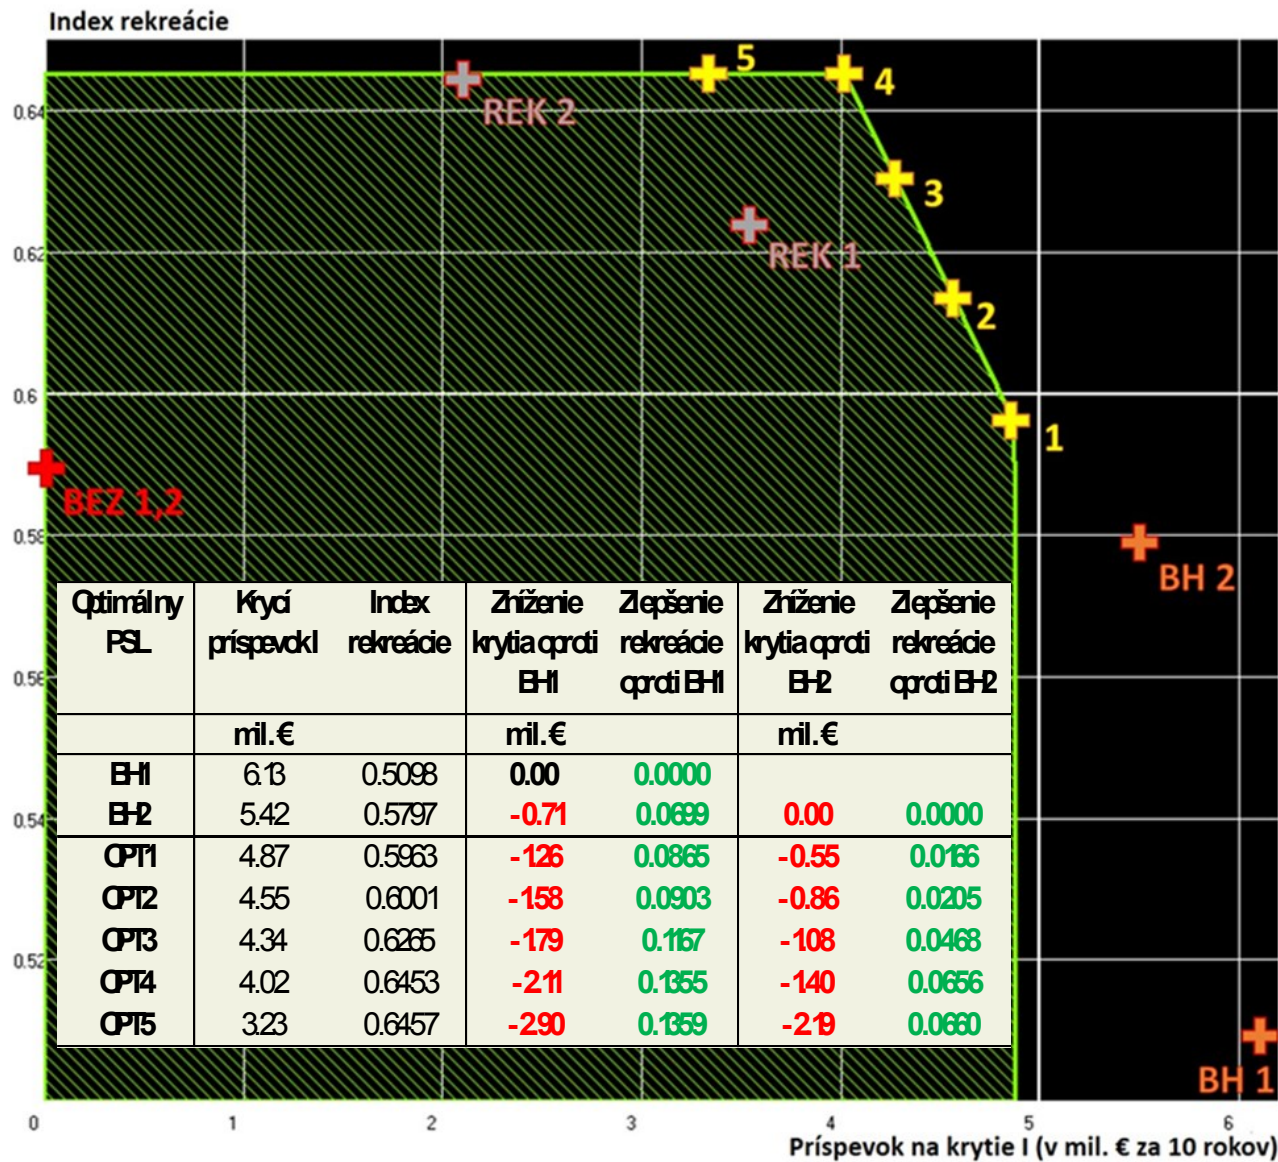 Index rekreácie
5
4
REK 2
0.64
3
REK 1
0.62
2
0.6
1
BEZ 1,2
0.58
BH 2
Optimálny Krycí Index Zníženie Zlepšenie Zníženie Zlepšenie
PSL príspevok I rekreácie krytia oproti rekreácie krytia oproti rekreácie
BH1 oproti BH1 BH2 oproti BH2
0.56
mil. € mil. € mil. €
BH1 6.13 0.5098 0.00 0.0000
BH2 5.42 0.5797 -0.71 0.0699 0.00 0.0000
0.54
OPT1 4.87 0.5963 -1.26 0.0865 -0.55 0.0166
OPT2 4.55 0.6001 -1.58 0.0903 -0.86 0.0205
OPT3 4.34 0.6265 -1.79 0.1167 -1.08 0.0468
0.52
OPT4 4.02 0.6453 -2.11 0.1355 -1.40 0.0656
OPT5 3.23 0.6457 -2.90 0.1359 -2.19 0.0660
BH 1
0 1 2 3 4 5 6
Príspevok na krytie I (v mil. € za 10 rokov)